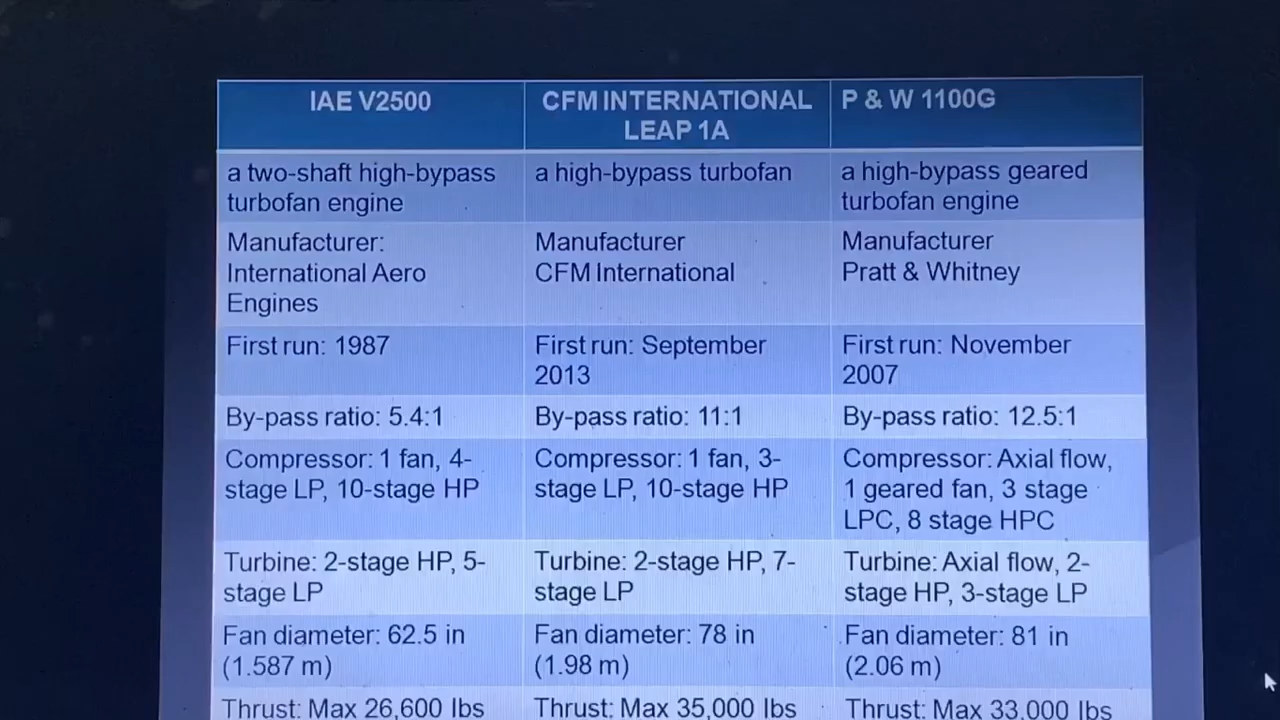 IAE V2500
CFM INTERNATIONAL
LEAP 1A
P & W 1100G
a two-shaft high-bypass
turbofan engine
a high-bypass turbofan
a high-bypass geared
turbofan engine
Manufacturer:
International Aero
Engines
Manufacturer
CFM International
Manufacturer
Pratt & Whitney
First run: 1987
First run: September
2013
First run: November
2007
By-pass ratio: 5.4:1
By-pass ratio: 11:1
By-pass ratio: 12.5:1
Compressor: 1 fan, 4-
stage LP, 10-stage HP
Compressor: 1 fan, 3-
stage LP, 10-stage HP
Compressor: Axial flow,
1 geared fan, 3 stage
LPC, 8 stage HPC
Turbine: 2-stage HP, 5-
stage LP
Turbine: 2-stage HP, 7-
stage LP
Turbine: Axial flow, 2-
stage HP, 3-stage LP
Fan diameter: 62.5 in
(1.587 m)
Fan diameter: 78 in
(1.98 m)
Fan diameter: 81 in
(2.06 m)
Thrust: Max 26,600 lbs
Thrust: Max 35,000 lbs
Thrust: Max 33,000 lbs